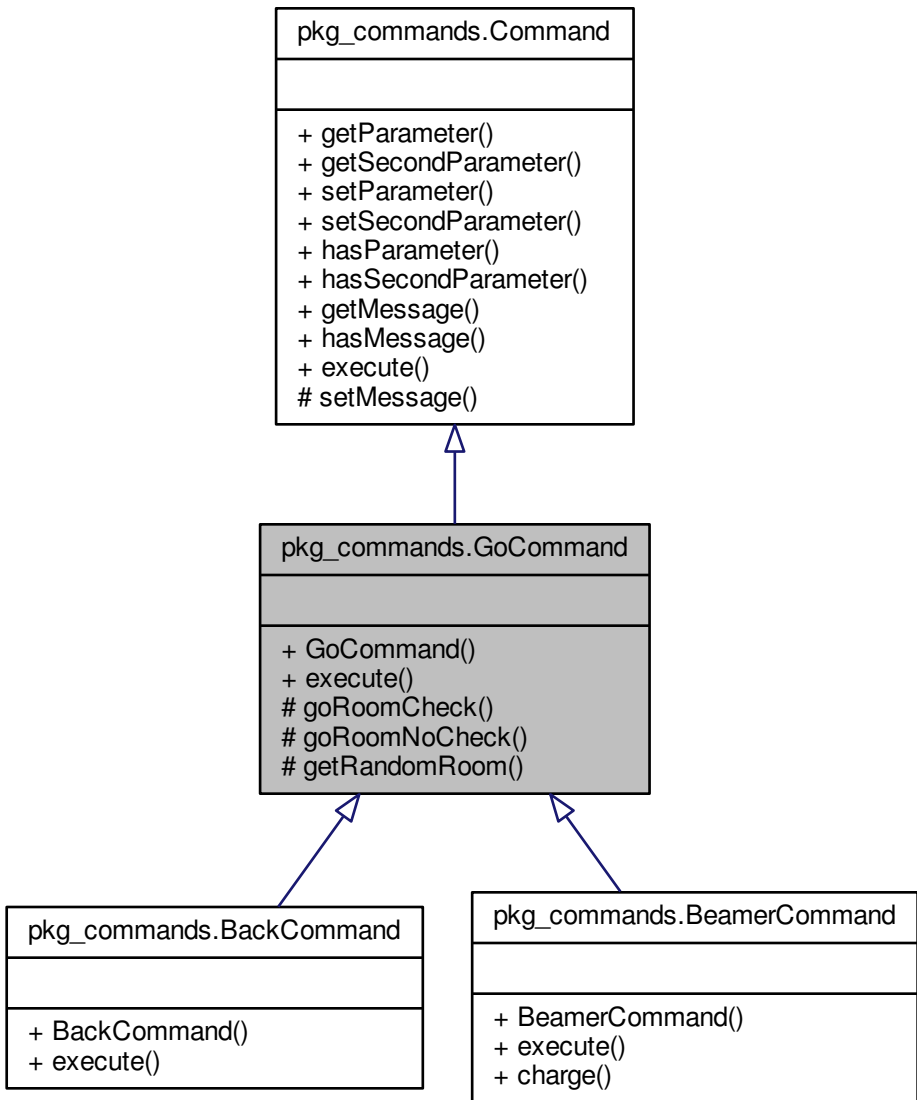 pkg_commands.Command
+ getParameter()
+ getSecondParameter()
+ setParameter()
+ setSecondParameter()
+ hasParameter()
+ hasSecondParameter()
+ getMessage()
+ hasMessage()
+ execute()
# setMessage()
pkg_commands.GoCommand
+ GoCommand()
+ execute()
# goRoomCheck()
# goRoomNoCheck()
# getRandomRoom()
pkg_commands.BackCommand
+ BackCommand()
+ execute()
pkg_commands.BeamerCommand
+ BeamerCommand()
+ execute()
+ charge()